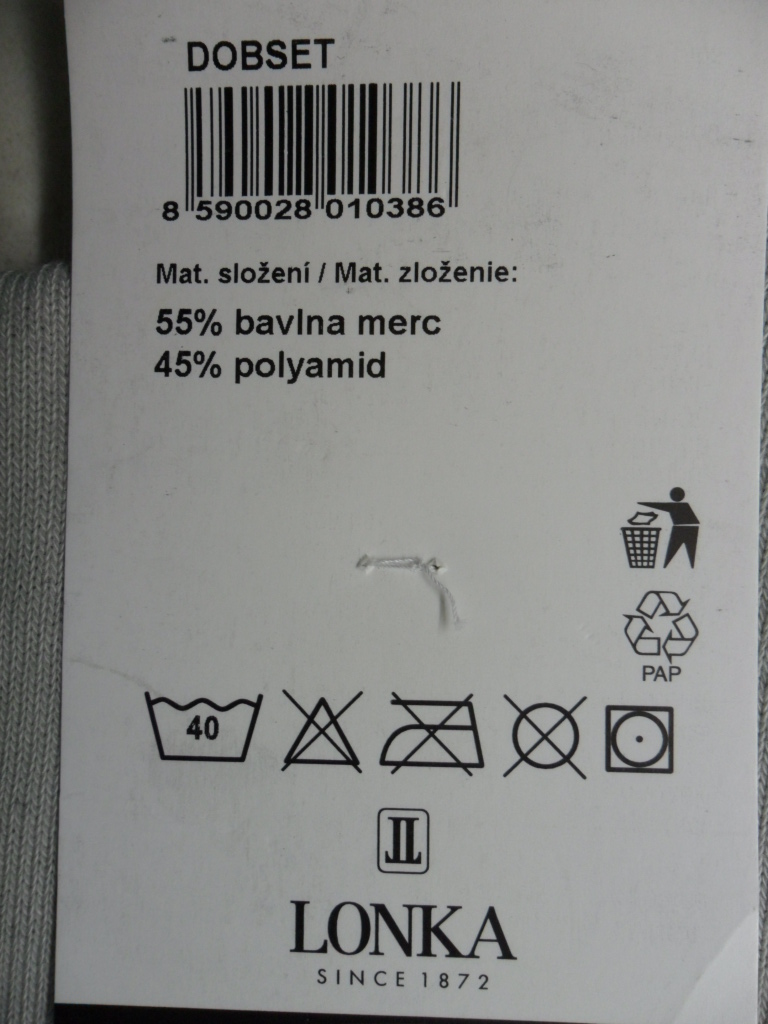 DOBSET
8 590028 010386
Mat. složení / Mat. zloženie:
55% bavlna merc
45% polyamid
PAP
40
LONKA
SINCE 1872